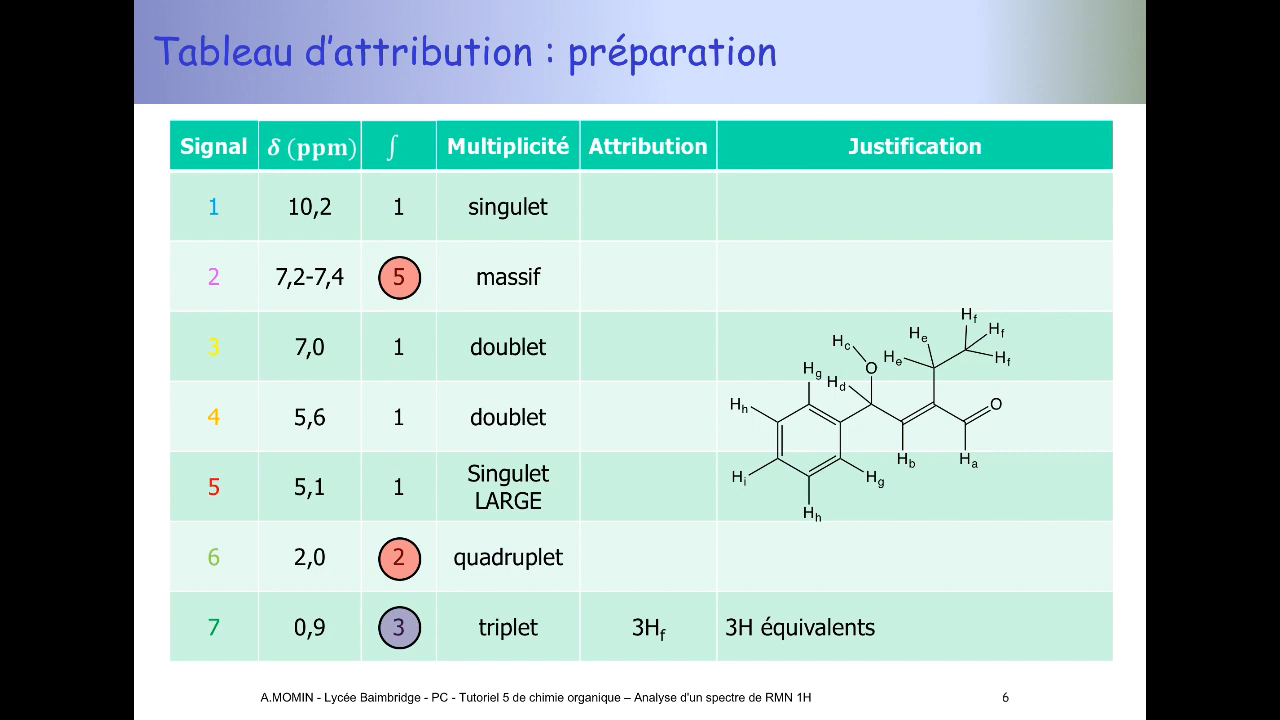 Tableau d’attribution : préparation
Signal δ (ppm) ∫ Multiplicité Attribution Justification
1 10,2 1 singulet
2 7,2-7,4 5 massif
3 7,0 1 doublet
4 5,6 1 doublet
5 5,1 1 Singulet LARGE
6 2,0 2 quadruplet
7 0,9 3 triplet 3Hf 3H équivalents
Hf
He Hf
Hc He Hf
Hg O
Hd
Hh O
Hb Ha
Hi Hg
Hh
A.MOMIN - Lycée Baimbridge - PC - Tutoriel 5 de chimie organique – Analyse d'un spectre de RMN 1H 6